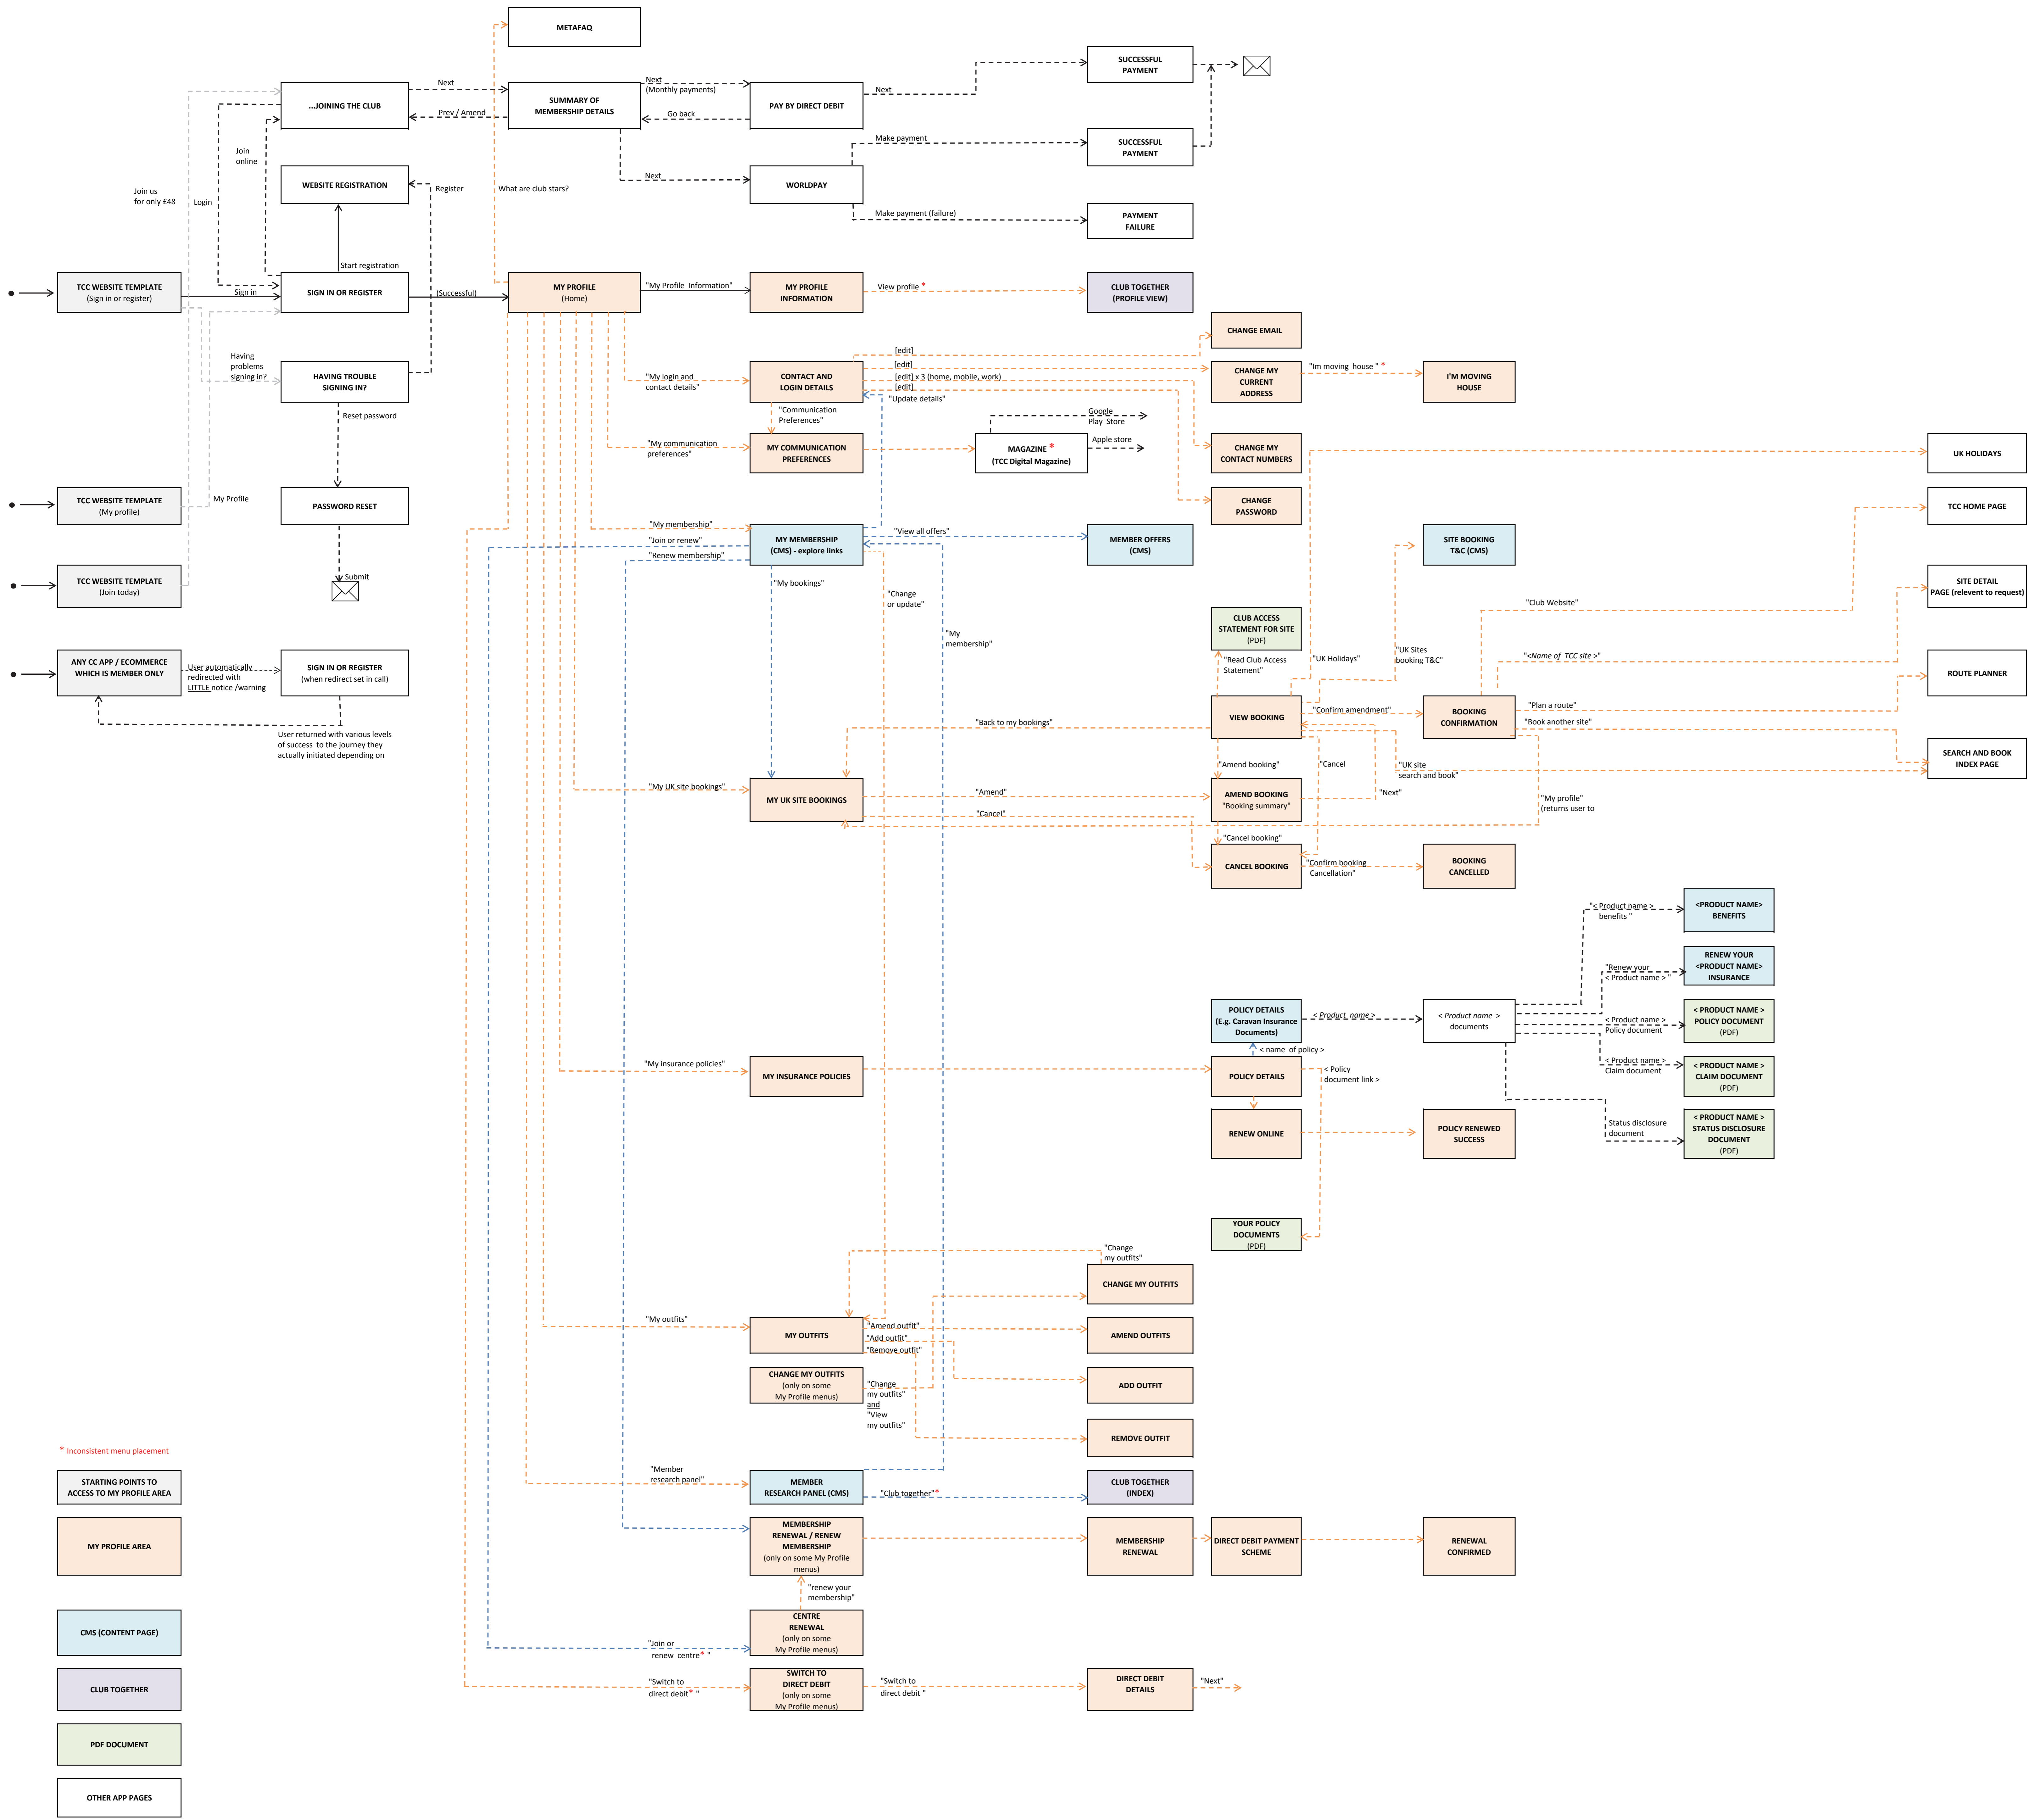 METAFAQ
SUCCESSFUL
PAYMENT
Next
Next
(Monthly payments)
...JOINING THE CLUB
SUMMARY OF
MEMBERSHIP DETAILS
PAY BY DIRECT DEBIT
Next
Prev / Amend
Go back
Make payment
SUCCESSFUL
PAYMENT
Join
online
Next
WEBSITE REGISTRATION
Register
What are club stars?
WORLDPAY
Join us
for only £48
Login
Make payment (failure)
PAYMENT
FAILURE
Start registration
TCC WEBSITE TEMPLATE
(Sign in or register)
Sign in
SIGN IN OR REGISTER
(Successful)
MY PROFILE
(Home)
"My Profile  Information"
MY PROFILE
INFORMATION
View profile *
CLUB TOGETHER
(PROFILE VIEW)
CHANGE EMAIL
Having
problems
signing in?
HAVING TROUBLE
SIGNING IN?
"My login and
contact details"
CONTACT AND
LOGIN DETAILS
[edit]
[edit]
[edit] x 3 (home, mobile, work)
[edit]
"Update details"
CHANGE MY
CURRENT
ADDRESS
"Im moving  house " *
I'M MOVING
HOUSE
Reset password
"Communication
Preferences"
Google
Play  Store
Apple store
"My communication
preferences"
MY COMMUNICATION
PREFERENCES
MAGAZINE *
(TCC Digital Magazine)
CHANGE MY
CONTACT NUMBERS
UK HOLIDAYS
TCC WEBSITE TEMPLATE
(My profile)
My Profile
PASSWORD RESET
CHANGE
PASSWORD
TCC HOME PAGE
"My membership"
"Join or renew"
"Renew membership"
MY MEMBERSHIP
(CMS) - explore links
"View all offers"
MEMBER OFFERS
(CMS)
SITE BOOKING
T&C (CMS)
TCC WEBSITE TEMPLATE
(Join today)
Submit
"My bookings"
"Change
or update"
SITE DETAIL
PAGE (relevent to request)
"Club Website"
CLUB ACCESS
STATEMENT FOR SITE
(PDF)
"My
membership"
"Read Club Access
Statement"
"UK Holidays"
"UK Sites
booking T&C"
"<Name of  TCC site >"
ANY CC APP / ECOMMERCE
WHICH IS MEMBER ONLY
User automatically
redirected with
LITTLE notice /warning
SIGN IN OR REGISTER
(when redirect set in call)
ROUTE PLANNER
User returned with various levels
of success  to the journey they
actually initiated depending on
"Back to my bookings"
VIEW BOOKING
"Confirm amendment"
BOOKING
CONFIRMATION
"Plan a route"
"Book another site"
"Amend booking"
"Cancel
"UK site
search and book"
SEARCH AND BOOK
INDEX PAGE
"My UK site bookings"
MY UK SITE BOOKINGS
"Amend"
"Cancel"
AMEND BOOKING
"Booking summary"
"Next"
"My profile"
(returns user to
"Cancel booking"
CANCEL BOOKING
"Confirm booking
Cancellation"
BOOKING
CANCELLED
"< Product name >
benefits "
<PRODUCT NAME>
BENEFITS
"Renew your
< Product name > "
RENEW YOUR
<PRODUCT NAME>
INSURANCE
POLICY DETAILS
(E.g. Caravan Insurance
Documents)
< Product  name >
< Product name  >
documents
< Product name >
Policy document
< PRODUCT NAME >
POLICY DOCUMENT
(PDF)
< name  of policy >
"My insurance policies"
MY INSURANCE POLICIES
POLICY DETAILS
< Policy
document link >
< Product name >
Claim document
< PRODUCT NAME >
CLAIM DOCUMENT
(PDF)
RENEW ONLINE
POLICY RENEWED
SUCCESS
Status disclosure
document
< PRODUCT NAME >
STATUS DISCLOSURE
DOCUMENT
(PDF)
YOUR POLICY
DOCUMENTS
(PDF)
"Change
my outfits"
CHANGE MY OUTFITS
"My outfits"
MY OUTFITS
"Amend outfit"
"Add outfit"
"Remove outfit"
AMEND OUTFITS
CHANGE MY OUTFITS
(only on some
My Profile menus)
"Change
my outfits"
and
"View
my outfits"
ADD OUTFIT
REMOVE OUTFIT
* Inconsistent menu placement
STARTING POINTS TO
ACCESS TO MY PROFILE AREA
"Member
research panel"
MEMBER
RESEARCH PANEL (CMS)
"Club together"*
CLUB TOGETHER
(INDEX)
MY PROFILE AREA
MEMBERSHIP
RENEWAL / RENEW
MEMBERSHIP
(only on some My Profile
menus)
MEMBERSHIP
RENEWAL
DIRECT DEBIT PAYMENT
SCHEME
RENEWAL
CONFIRMED
"renew your
membership"
CMS (CONTENT PAGE)
CENTRE
RENEWAL
(only on some
My Profile menus)
"Join or
renew  centre* "
CLUB TOGETHER
"Switch to
direct debit* "
SWITCH TO
DIRECT DEBIT
(only on some
My Profile menus)
"Switch to
direct debit "
DIRECT DEBIT
DETAILS
"Next"
PDF DOCUMENT
OTHER APP PAGES